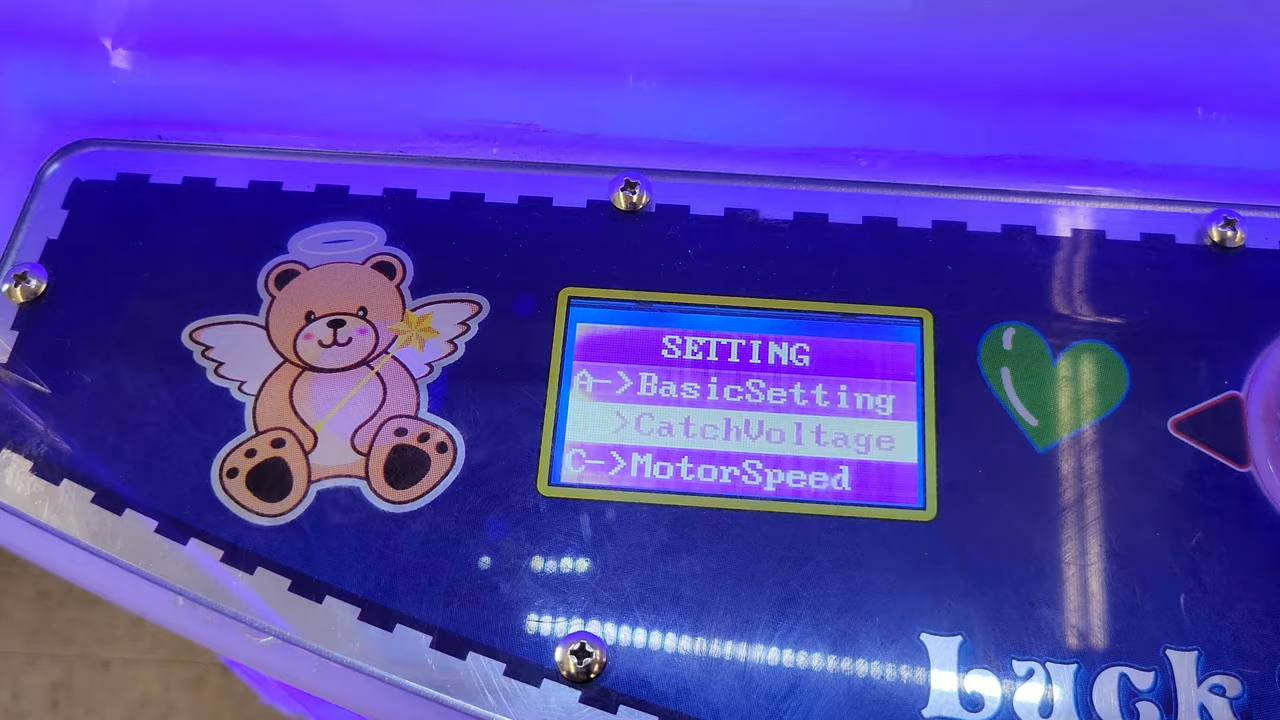 SETTING
A->BasicSetting
>CatchVoltage
C->MotorSpeed
Luck